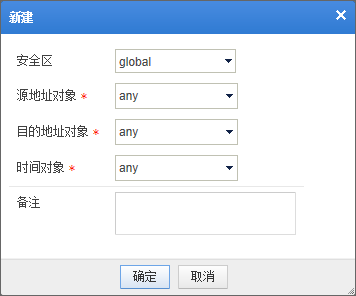 新建
安全区 global
源地址对象 * any
目的地址对象 * any
时间对象 * any
备注
确定 取消